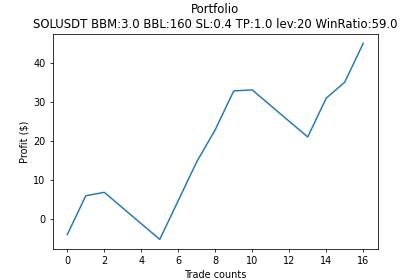 Portfolio
SOLUSDT BBM:3.0 BBL:160 SL:0.4 TP:1.0 lev:20 WinRatio:59.0
40
30
20
10
0
Profit ($)
0 2 4 6 8 10 12 14 16
Trade counts